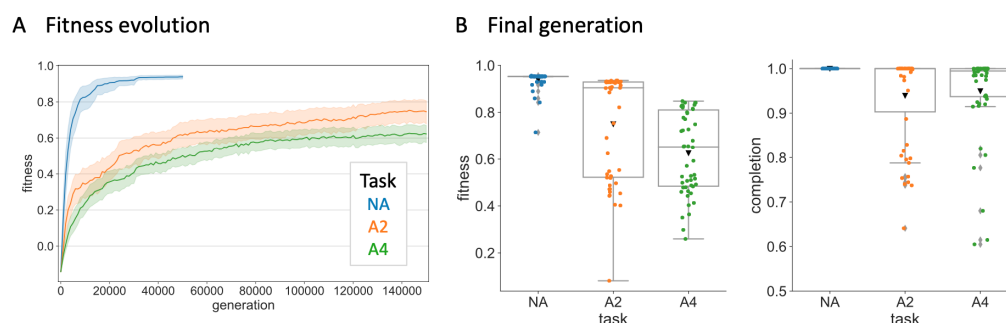 A Fitness evolution
B Final generation
1.0
0.8
0.6
0.4
0.2
0.0
fitness
0 20000 40000 60000 80000 100000 120000 140000
generation
Task
NA
A2
A4
1.0
0.8
0.6
0.4
0.2
fitness
NA A2 A4
task
1.0
0.9
0.8
0.7
0.6
0.5
completion
NA A2 A4
task